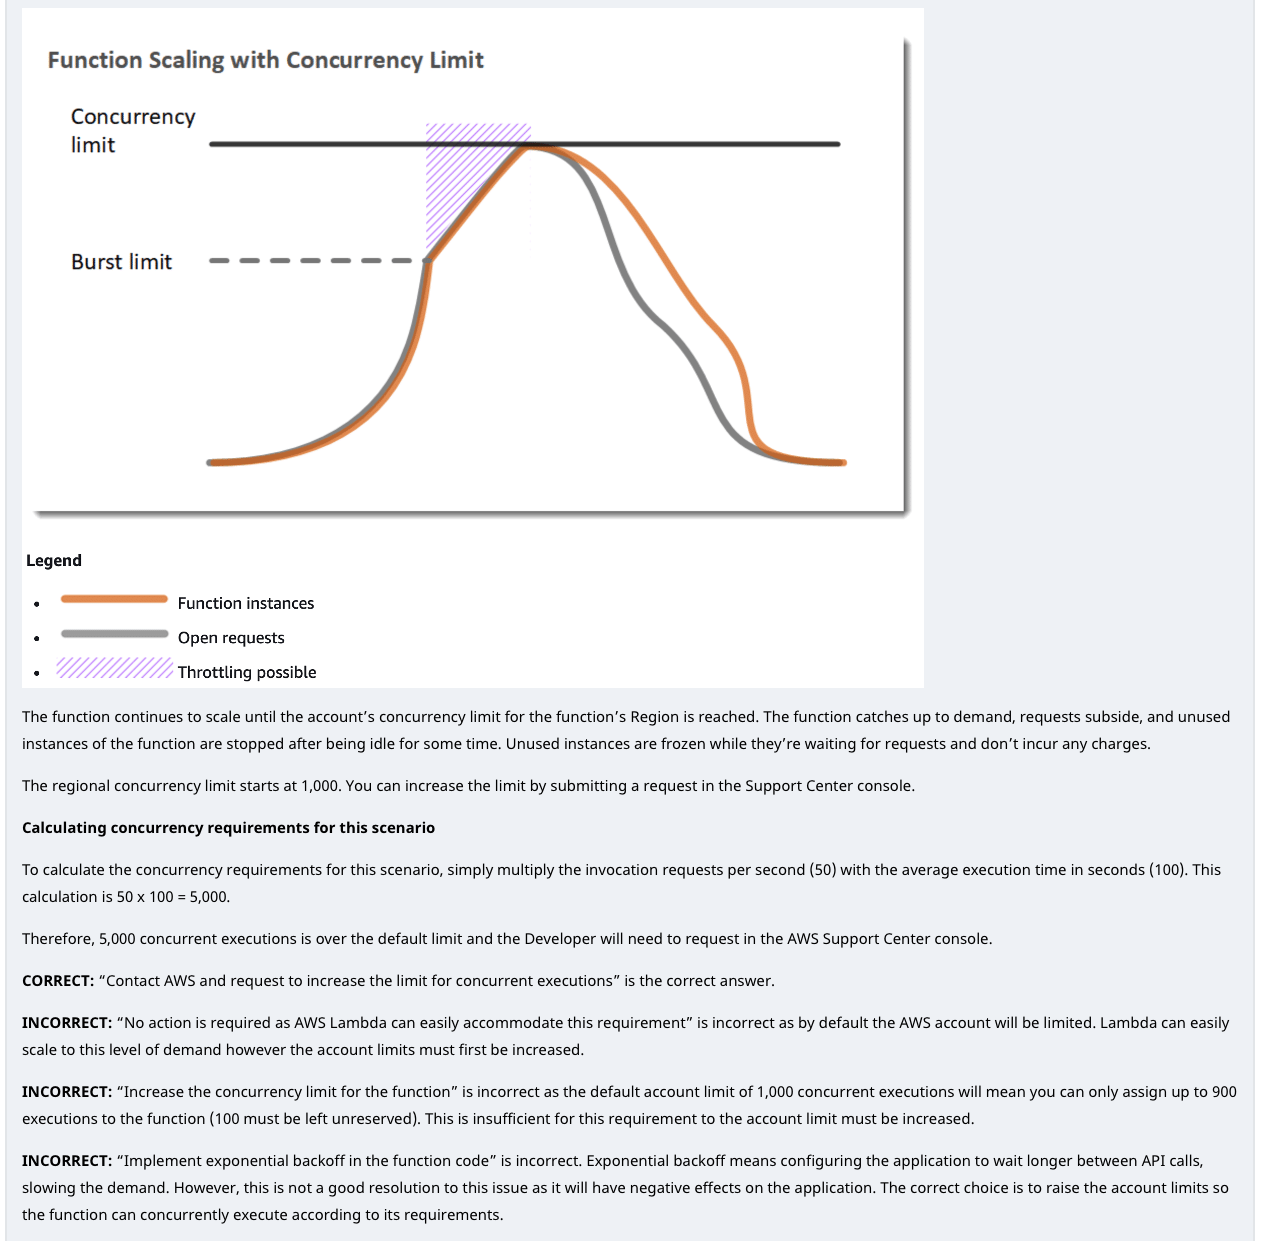 Function Scaling with Concurrency Limit
Concurrency
limit
Burst limit
Legend
Function instances
Open requests
Throttling possible
The function continues to scale until the account’s concurrency limit for the function’s Region is reached. The function catches up to demand, requests subside, and unused
instances of the function are stopped after being idle for some time. Unused instances are frozen while they’re waiting for requests and don’t incur any charges.
The regional concurrency limit starts at 1,000. You can increase the limit by submitting a request in the Support Center console.
Calculating concurrency requirements for this scenario
To calculate the concurrency requirements for this scenario, simply multiply the invocation requests per second (50) with the average execution time in seconds (100). This
calculation is 50 x 100 = 5,000.
Therefore, 5,000 concurrent executions is over the default limit and the Developer will need to request in the AWS Support Center console.
CORRECT: “Contact AWS and request to increase the limit for concurrent executions” is the correct answer.
INCORRECT: “No action is required as AWS Lambda can easily accommodate this requirement” is incorrect as by default the AWS account will be limited. Lambda can easily
scale to this level of demand however the account limits must first be increased.
INCORRECT: “Increase the concurrency limit for the function” is incorrect as the default account limit of 1,000 concurrent executions will mean you can only assign up to 900
executions to the function (100 must be left unreserved). This is insufficient for this requirement to the account limit must be increased.
INCORRECT: “Implement exponential backoff in the function code” is incorrect. Exponential backoff means configuring the application to wait longer between API calls,
slowing the demand. However, this is not a good resolution to this issue as it will have negative effects on the application. The correct choice is to raise the account limits so
the function can concurrently execute according to its requirements.